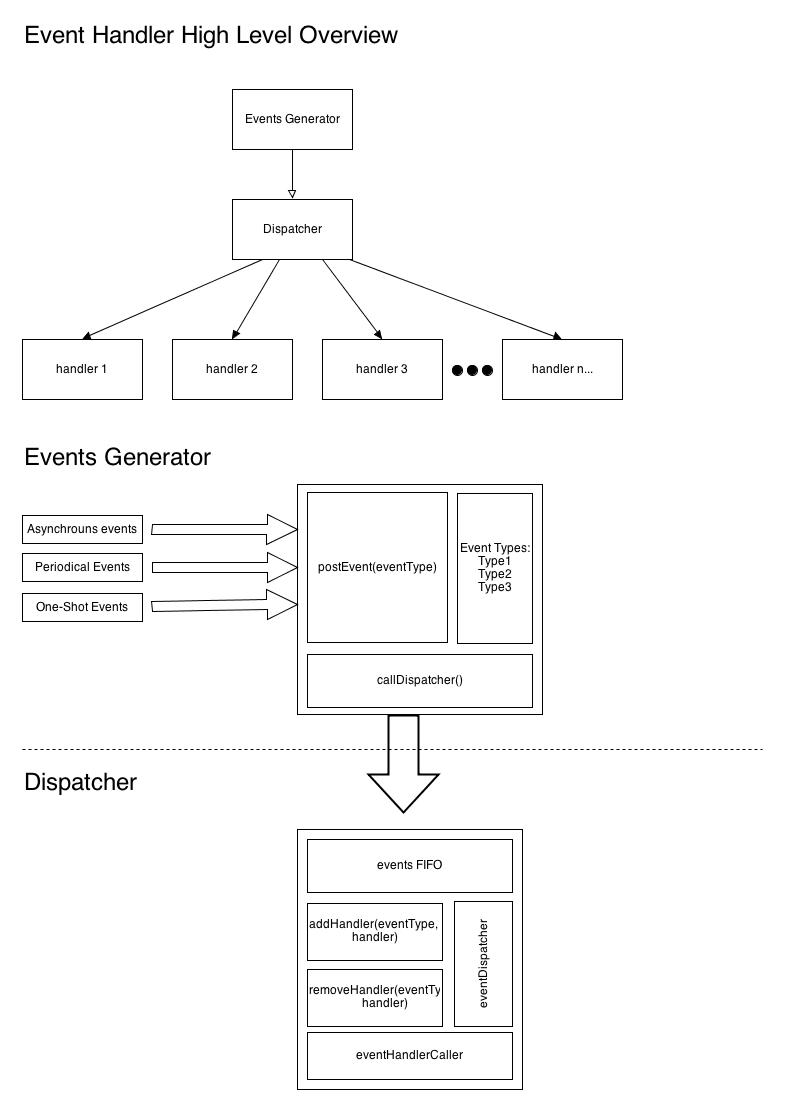 Event Handler High Level Overview
Events Generator
Dispatcher
handler 1
handler 2
handler 3
handler n...
Events Generator
Asynchrouns events
Periodical Events
One-Shot Events
postEvent(eventType)
Event Types:
Type1
Type2
Type3
callDispatcher()
Dispatcher
events FIFO
addHandler(eventType,
handler)
removeHandler(eventTy
handler)
eventDispatcher
eventHandlerCaller